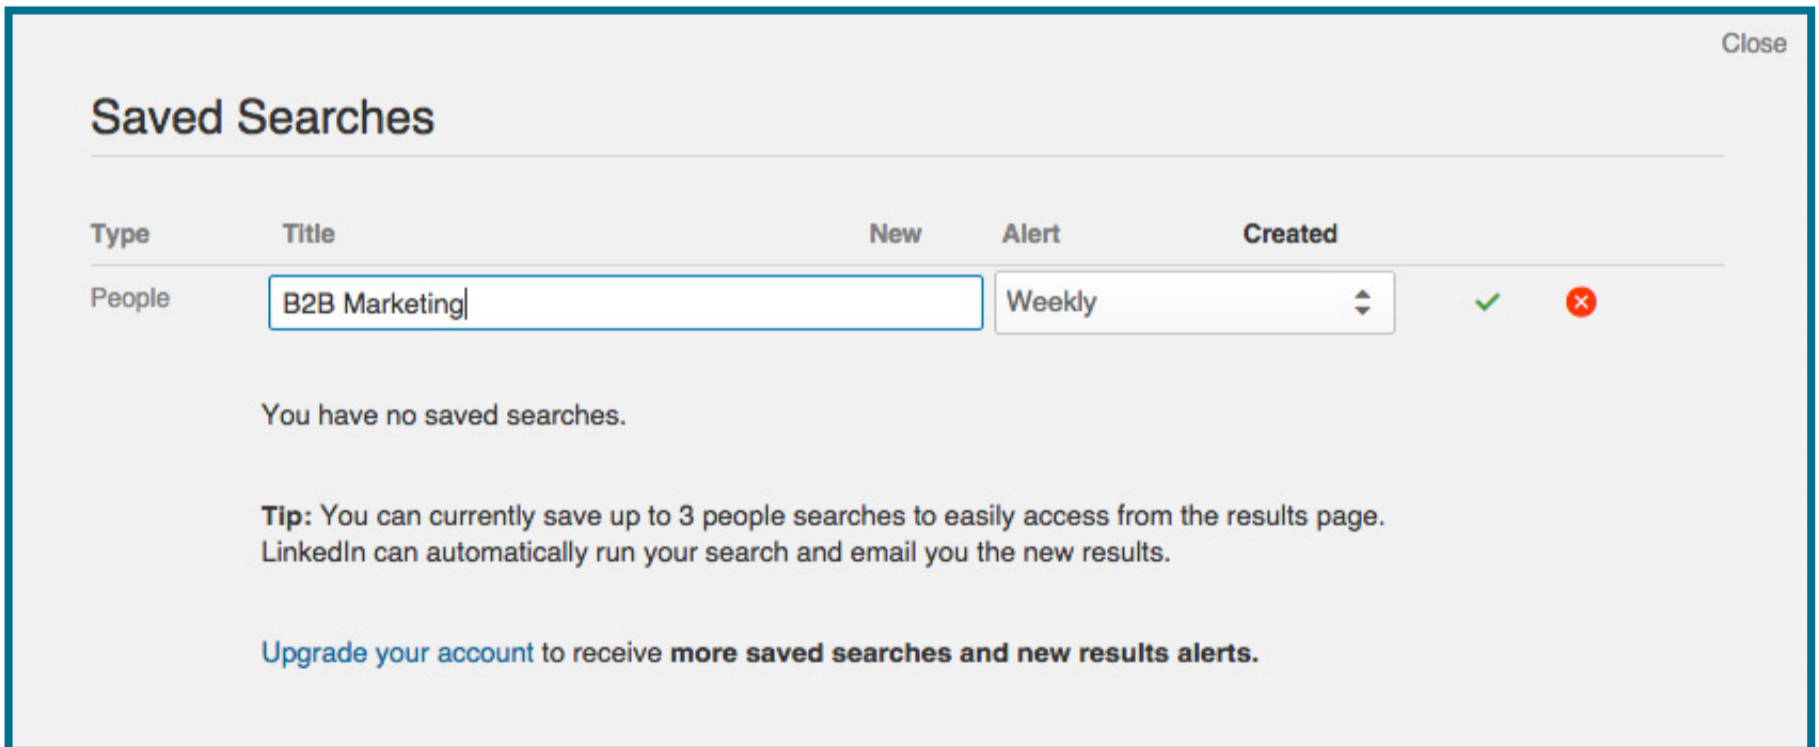 Close
Saved Searches
Type Title New Alert Created
People B2B Marketing Weekly
You have no saved searches.
Tip: You can currently save up to 3 people searches to easily access from the results page.
LinkedIn can automatically run your search and email you the new results.
Upgrade your account to receive more saved searches and new results alerts.